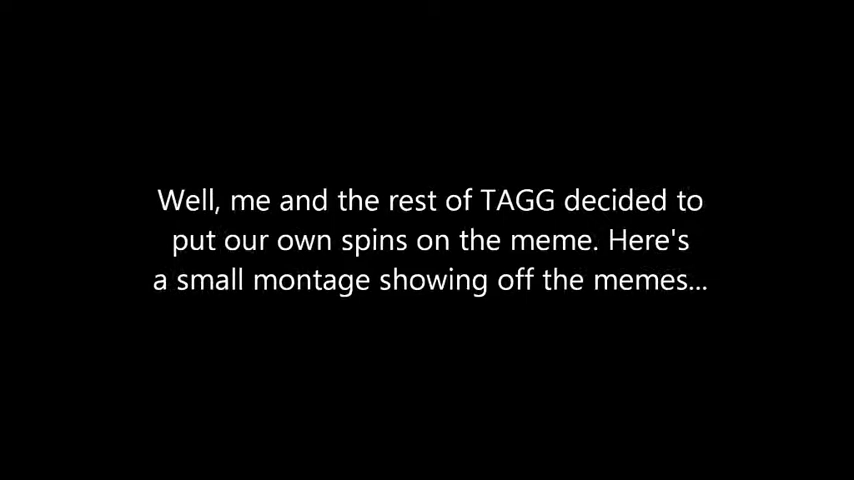 Well, me and the rest of TAGG decided to
put our own spins on the meme. Here's
a small montage showing off the memes...